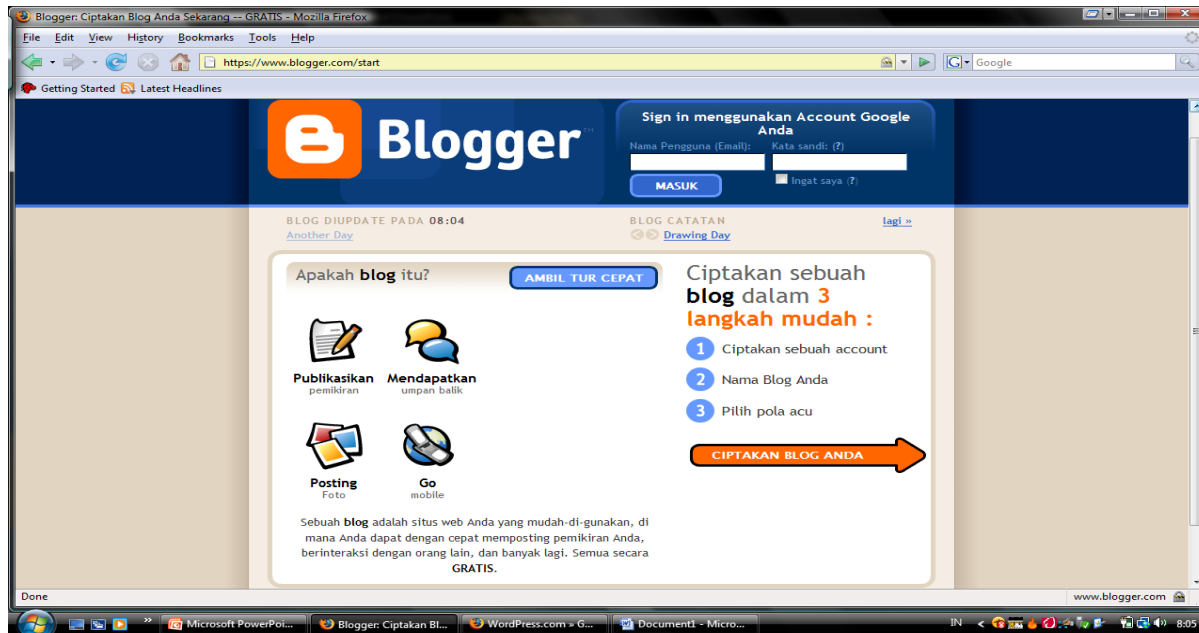 Blogger: Ciptakan Blog Anda Sekarang -- GRATIS - Mozilla Firefox
File Edit View History Bookmarks Tools Help
https://www.blogger.com/start
Google
Getting Started Latest Headlines
Blogger™
Sign in menggunakan Account Google
Anda
Nama Pengguna (Email): Kata sandi: (?)
MASUK
Ingat saya (?)
BLOG DIUPDATE PADA 08:04
Another Day
BLOG CATATAN
lagi »
Drawing Day
Apakah blog itu?
AMBIL TUR CEPAT
Publikasikan
pemikiran
Mendapatkan
umpan balik
Posting
Foto
Go
mobile
Sebuah blog adalah situs web Anda yang mudah-di-gunakan, di
mana Anda dapat dengan cepat memposting pemikiran Anda,
berinteraksi dengan orang lain, dan banyak lagi. Semua secara
GRATIS.
Ciptakan sebuah
blog dalam 3
langkah mudah :
1 Ciptakan sebuah account
2 Nama Blog Anda
3 Pilih pola acu
CIPTAKAN BLOG ANDA
Done
www.blogger.com
Microsoft PowerPoi... Blogger: Ciptakan Bl... WordPress.com » G... Document1 - Micro... IN 8:05